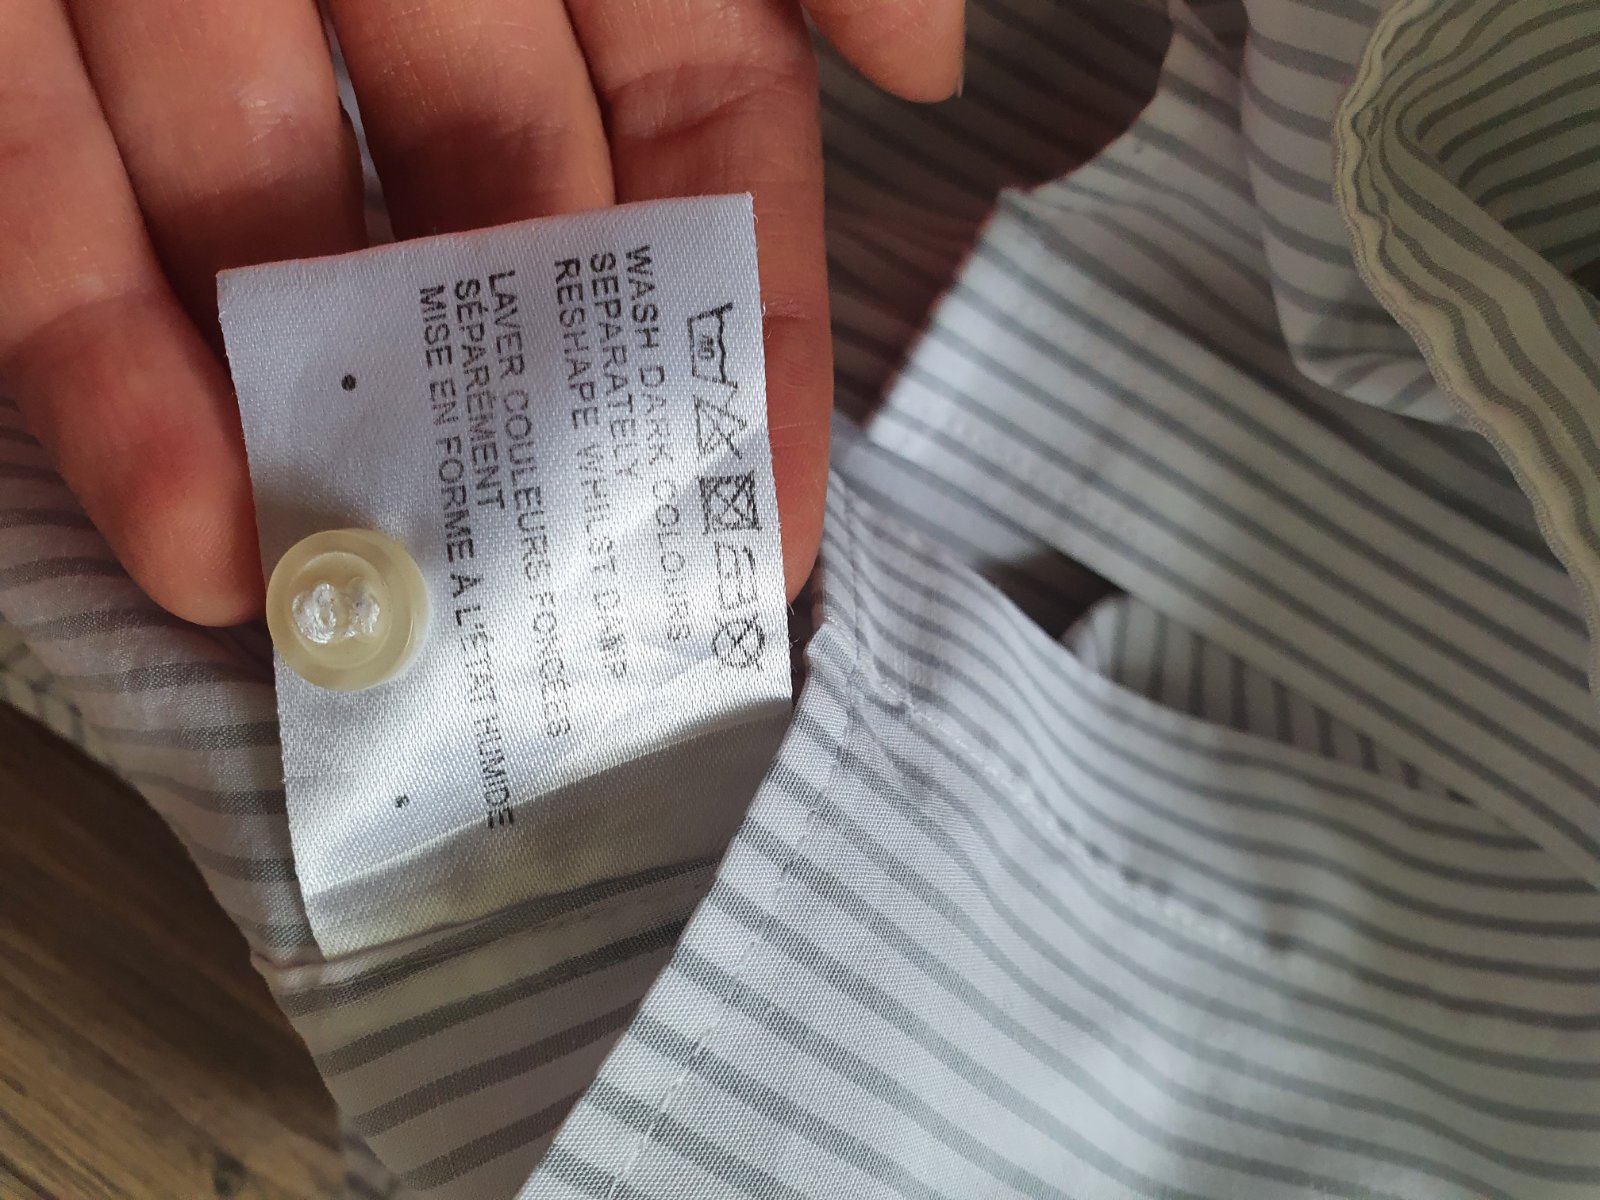 WASH DARK COLOURS
SEPARATELY
RESHAPE WHILST DAMP
LAVER COULEURS FONCÉES
SÉPARÉMENT
MISE EN FORME À L'ÉTAT HUMIDE